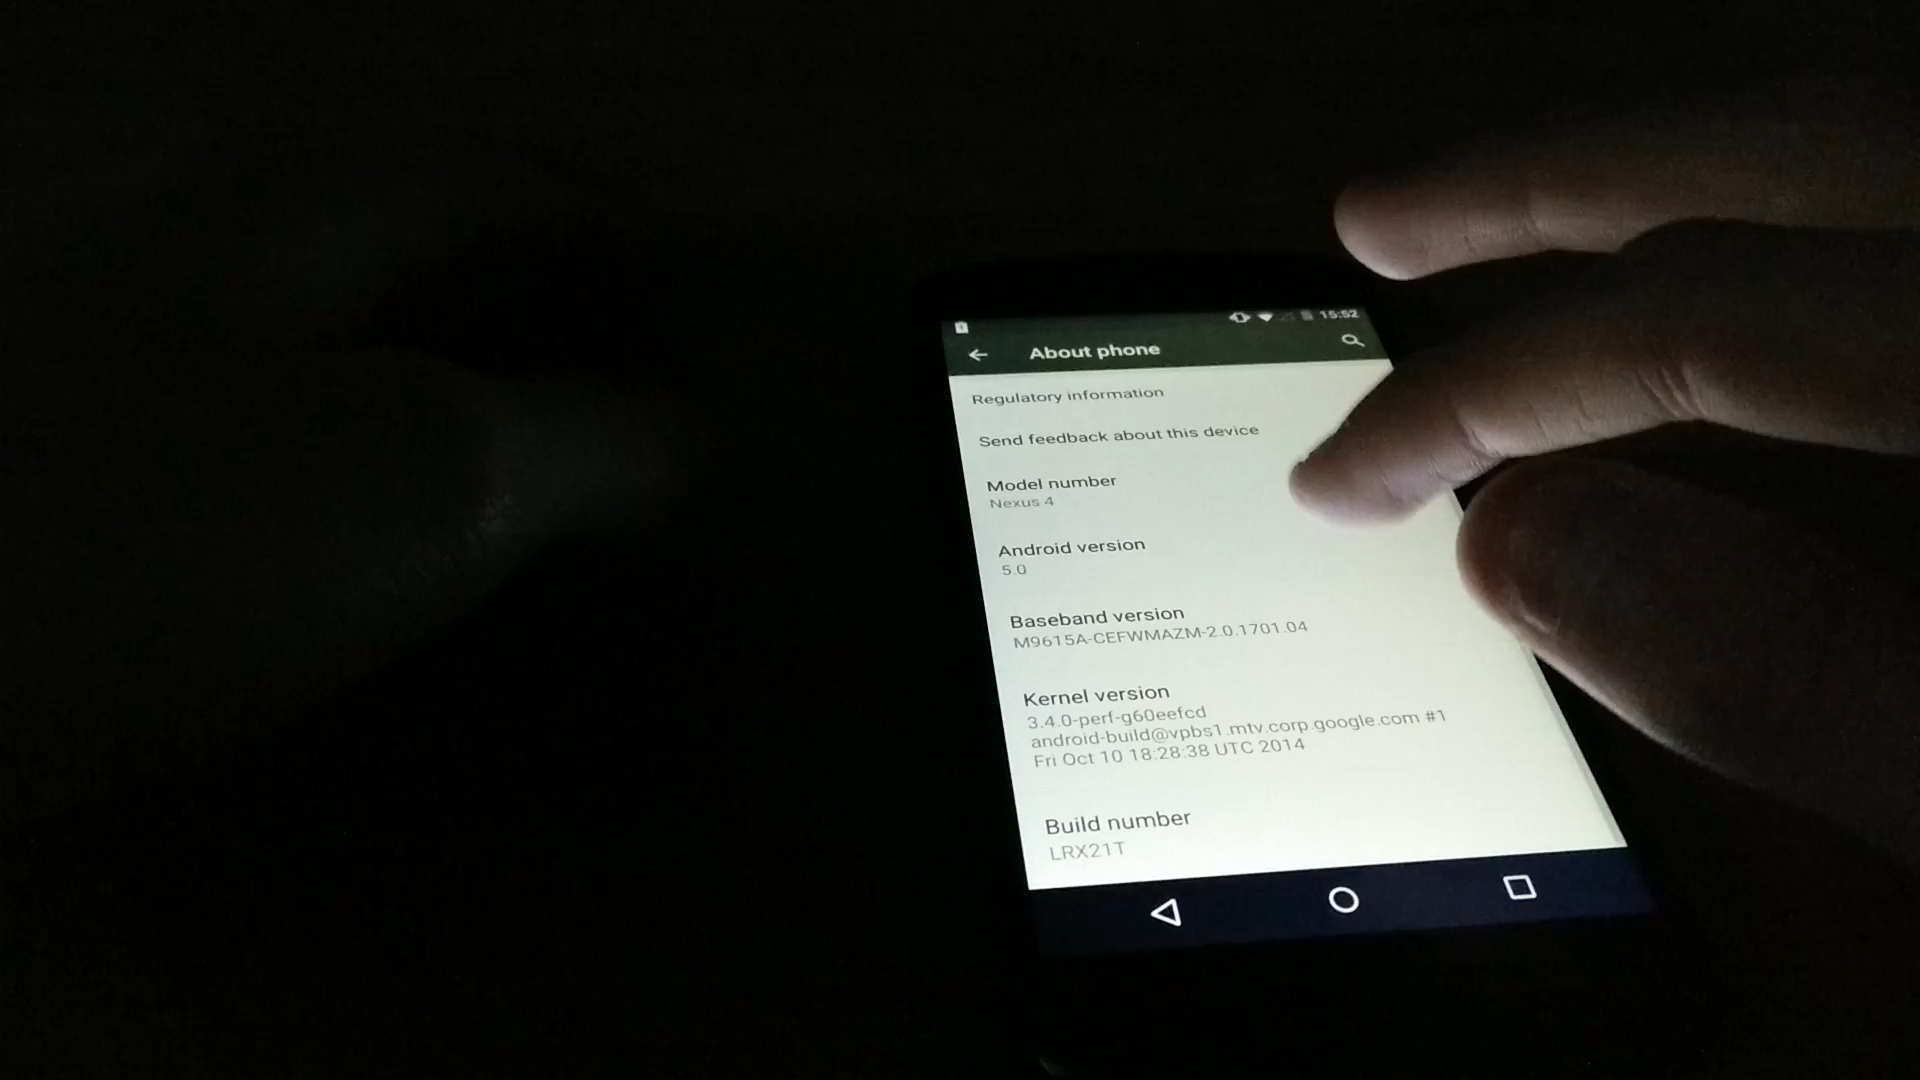 15:52
About phone
Regulatory information
Send feedback about this device
Model number
Nexus 4
Android version
5.0
Baseband version
M9615A-CEFWMAZM-2.0.1701.04
Kernel version
3.4.0-perf-g60eefcd
android-build@vpbs1.mtv.corp.google.com #1
Fri Oct 10 18:28:38 UTC 2014
Build number
LRX21T